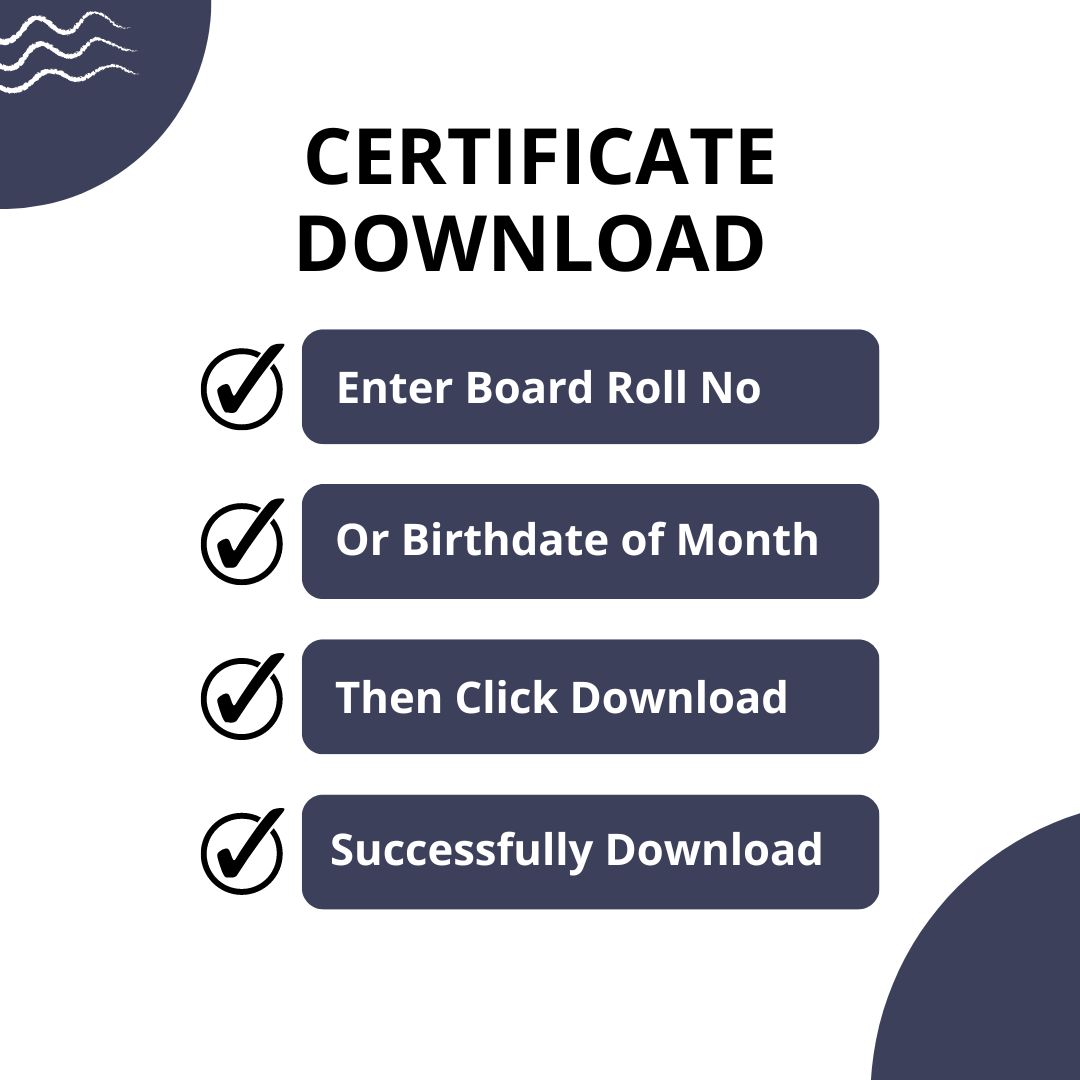 CERTIFICATE
DOWNLOAD
Enter Board Roll No
Or Birthdate of Month
Then Click Download
Successfully Download